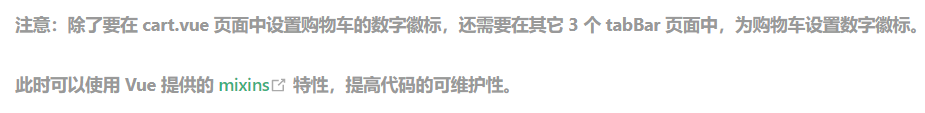 注意：除了要在 cart.vue 页面中设置购物车的数字徽标，还需要在其它 3 个 tabBar 页面中，为购物车设置数字徽标。
此时可以使用 Vue 提供的 mixins 特性，提高代码的可维护性。